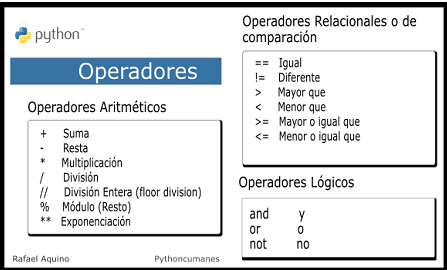 python™
Operadores
Operadores Aritméticos
+ Suma
- Resta
* Multiplicación
/ División
// División Entera (floor division)
% Módulo (Resto)
** Exponenciación
Rafael Aquino Pythoncumanes
Operadores Relacionales o de
comparación
== Igual
!= Diferente
> Mayor que
< Menor que
>= Mayor o igual que
<= Menor o igual que
Operadores Lógicos
and y
or o
not no